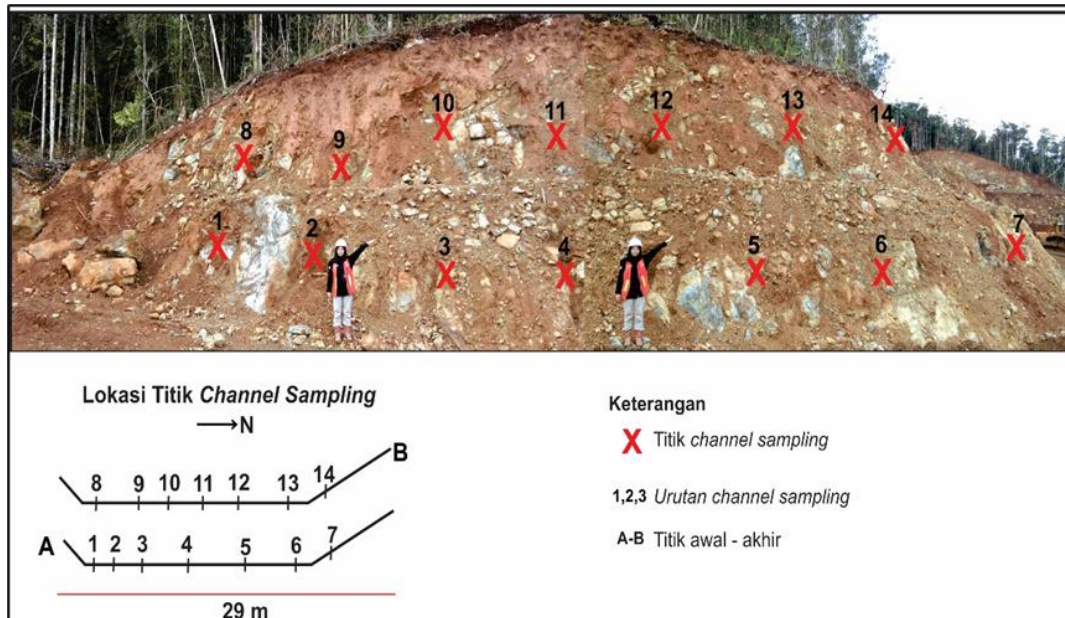 10
11
12
13
14
8
9
1
2
3
4
5
6
7
Lokasi Titik Channel Sampling
N
B
8 9 10 11 12 13 14
A
1 2 3 4 5 6 7
29 m
Keterangan
X Titik channel sampling
1,2,3 Urutan channel sampling
A-B Titik awal - akhir